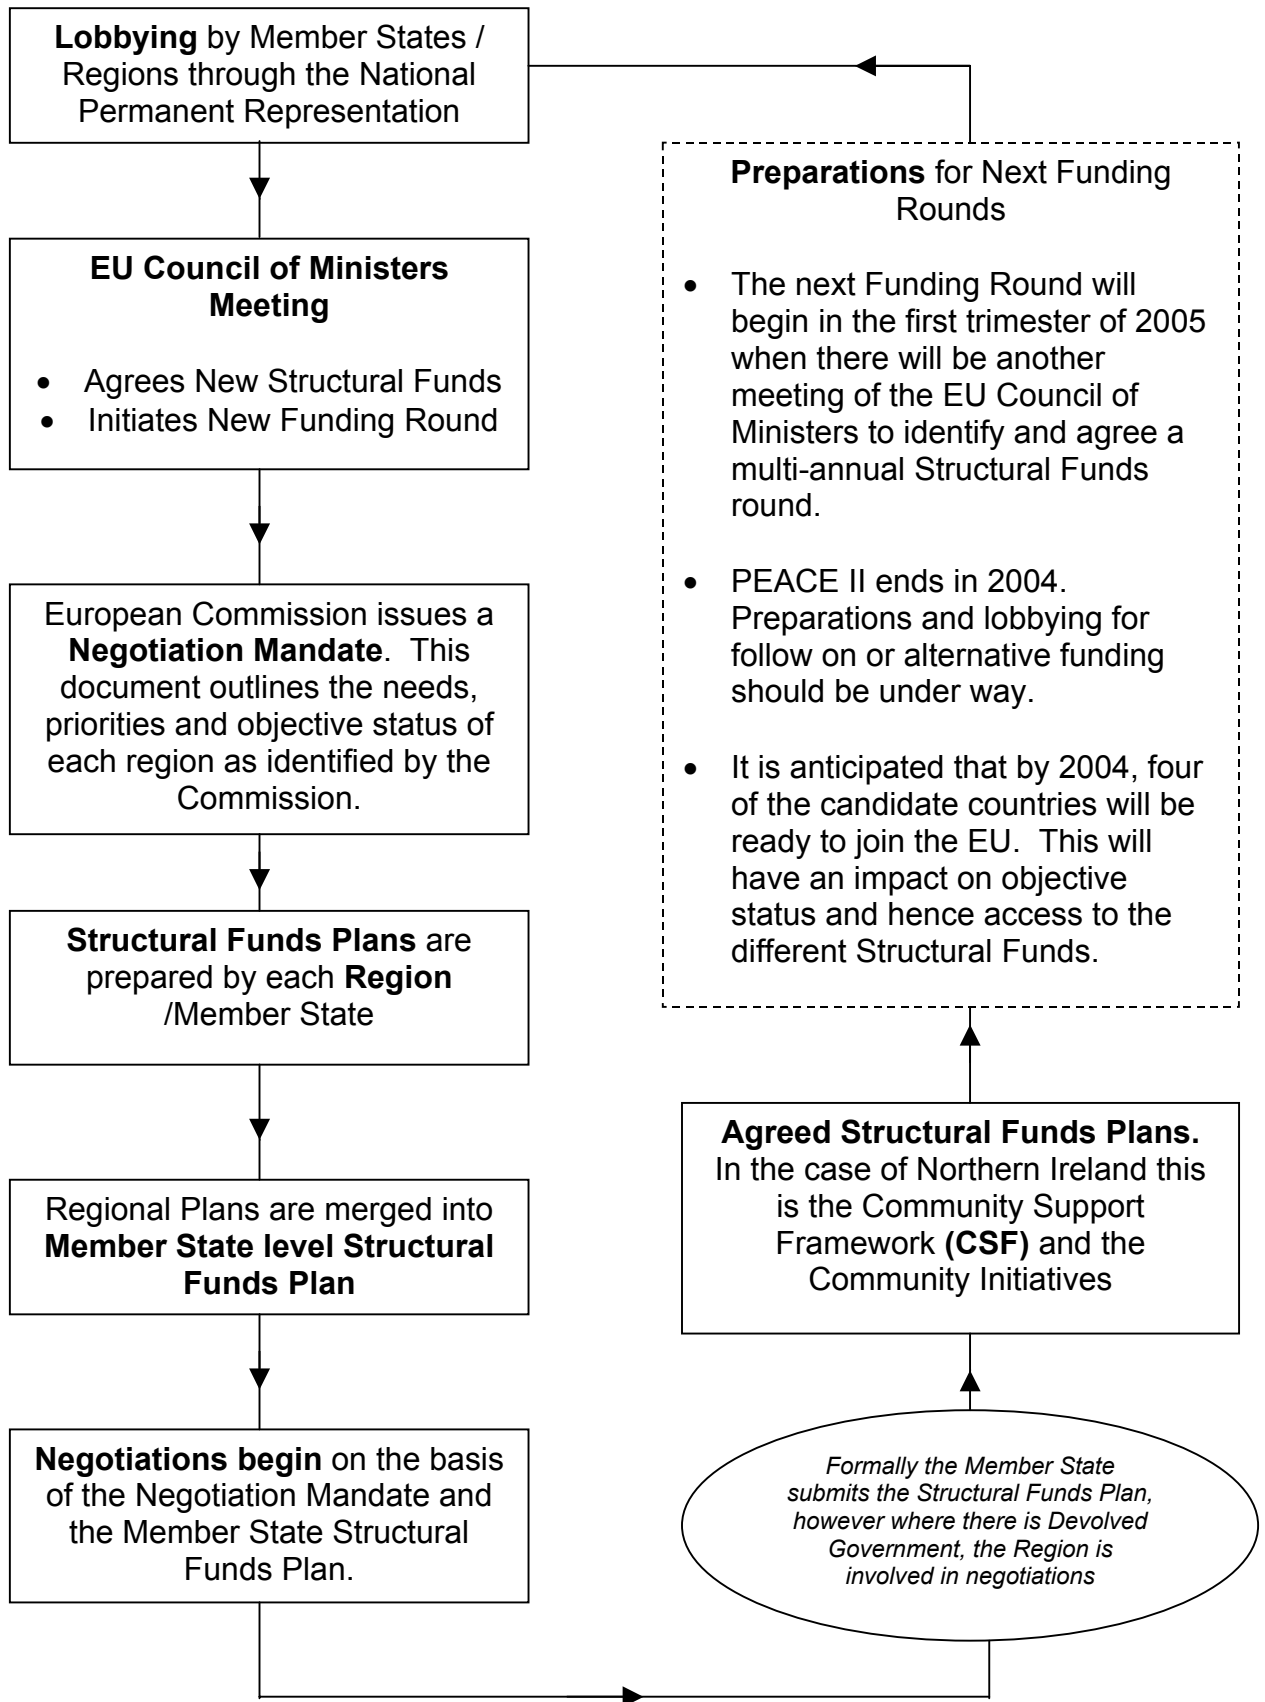 Lobbying by Member States /
Regions through the National
Permanent Representation
EU Council of Ministers
Meeting
• Agrees New Structural Funds
• Initiates New Funding Round
European Commission issues a
Negotiation Mandate. This
document outlines the needs,
priorities and objective status of
each region as identified by the
Commission.
Structural Funds Plans are
prepared by each Region
/Member State
Regional Plans are merged into
Member State level Structural
Funds Plan
Negotiations begin on the basis
of the Negotiation Mandate and
the Member State Structural
Funds Plan.
Formally the Member State
submits the Structural Funds Plan,
however where there is Devolved
Government, the Region is
involved in negotiations
Agreed Structural Funds Plans.
In the case of Northern Ireland this
is the Community Support
Framework (CSF) and the
Community Initiatives
Preparations for Next Funding
Rounds
• The next Funding Round will
begin in the first trimester of 2005
when there will be another
meeting of the EU Council of
Ministers to identify and agree a
multi-annual Structural Funds
round.
• PEACE II ends in 2004.
Preparations and lobbying for
follow on or alternative funding
should be under way.
• It is anticipated that by 2004, four
of the candidate countries will be
ready to join the EU. This will
have an impact on objective
status and hence access to the
different Structural Funds.